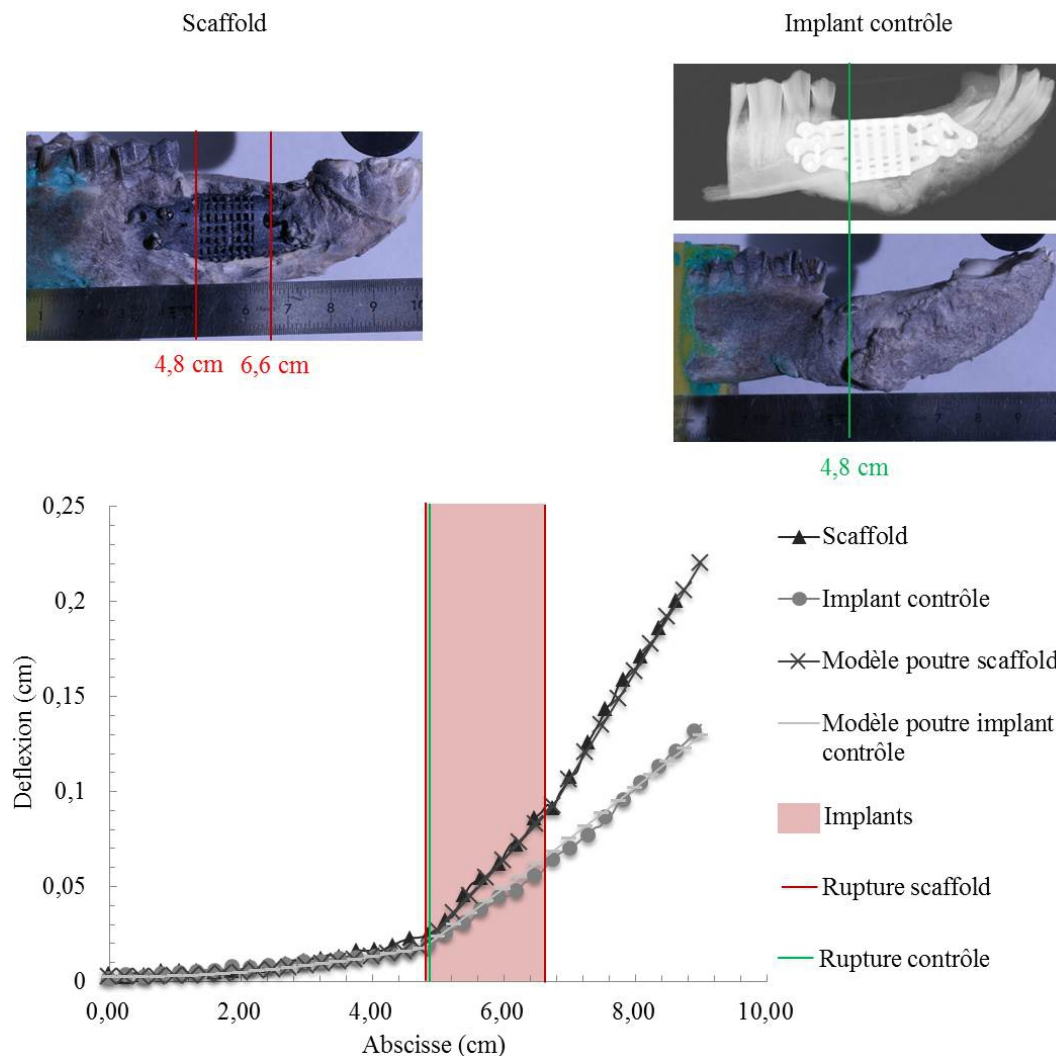 Scaffold
Implant contrôle
4,8 cm
6,6 cm
4,8 cm
0,25
0,2
0,15
0,1
0,05
0
Deflexion (cm)
0,00
2,00
4,00
6,00
8,00
10,00
Abscisse (cm)
Scaffold
Implant contrôle
Modèle poutre scaffold
Modèle poutre implant
contrôle
Implants
Rupture scaffold
Rupture contrôle